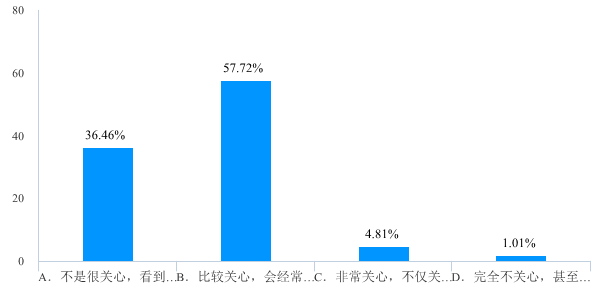 80
60
40
20
0
36.46%
57.72%
4.81%
1.01%
A. 不是很关心，看到...
B. 比较关心，会经常...
C. 非常关心，不仅关...
D. 完全不关心，甚至...